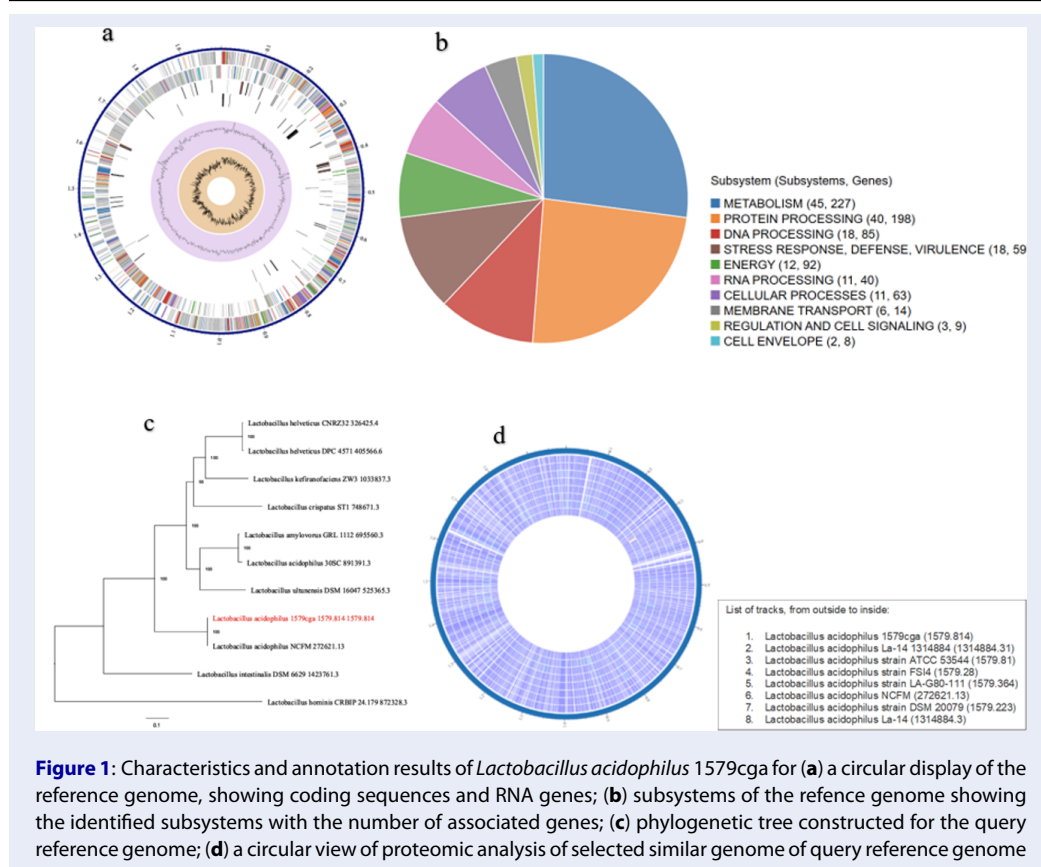 a
b
Subsystem (Subsystems, Genes)
METABOLISM (45, 227)
PROTEIN PROCESSING (40, 198)
DNA PROCESSING (18, 85)
STRESS RESPONSE, DEFENSE, VIRULENCE (18, 59
ENERGY (12, 92)
RNA PROCESSING (11, 40)
CELLULAR PROCESSES (11, 63)
MEMBRANE TRANSPORT (6, 14)
REGULATION AND CELL SIGNALING (3, 9)
CELL ENVELOPE (2, 8)
c
Lactobacillus helveticus CNRZ32 326425.4
100
Lactobacillus helveticus DPC 4571 405566.6
100
Lactobacillus kefiranofaciens ZW3 1033837.3
Lactobacillus crispatus ST1 748671.3
100
Lactobacillus amylovorus GRL 1112 695560.3
100
Lactobacillus acidophilus 30SC 891391.3
100
Lactobacillus ultunensis DSM 16047 525365.3
Lactobacillus acidophilus 1579cga 1579.814 1579.814
100
Lactobacillus acidophilus NCFM 272621.13
Lactobacillus intestinalis DSM 6629 1423761.3
Lactobacillus hominis CRBIP 24.179 872328.3
0.1
d
List of tracks, from outside to inside:
1. Lactobacillus acidophilus 1579cga (1579.814)
2. Lactobacillus acidophilus La-14 1314884 (1314884.31)
3. Lactobacillus acidophilus strain ATCC 53544 (1579.81)
4. Lactobacillus acidophilus strain FSI4 (1579.28)
5. Lactobacillus acidophilus strain LA-G80-111 (1579.364)
6. Lactobacillus acidophilus NCFM (272621.13)
7. Lactobacillus acidophilus strain DSM 20079 (1579.223)
8. Lactobacillus acidophilus La-14 (1314884.3)
Figure 1: Characteristics and annotation results of Lactobacillus acidophilus 1579cga for (a) a circular display of the
reference genome, showing coding sequences and RNA genes; (b) subsystems of the refence genome showing
the identified subsystems with the number of associated genes; (c) phylogenetic tree constructed for the query
reference genome; (d) a circular view of proteomic analysis of selected similar genome of query reference genome